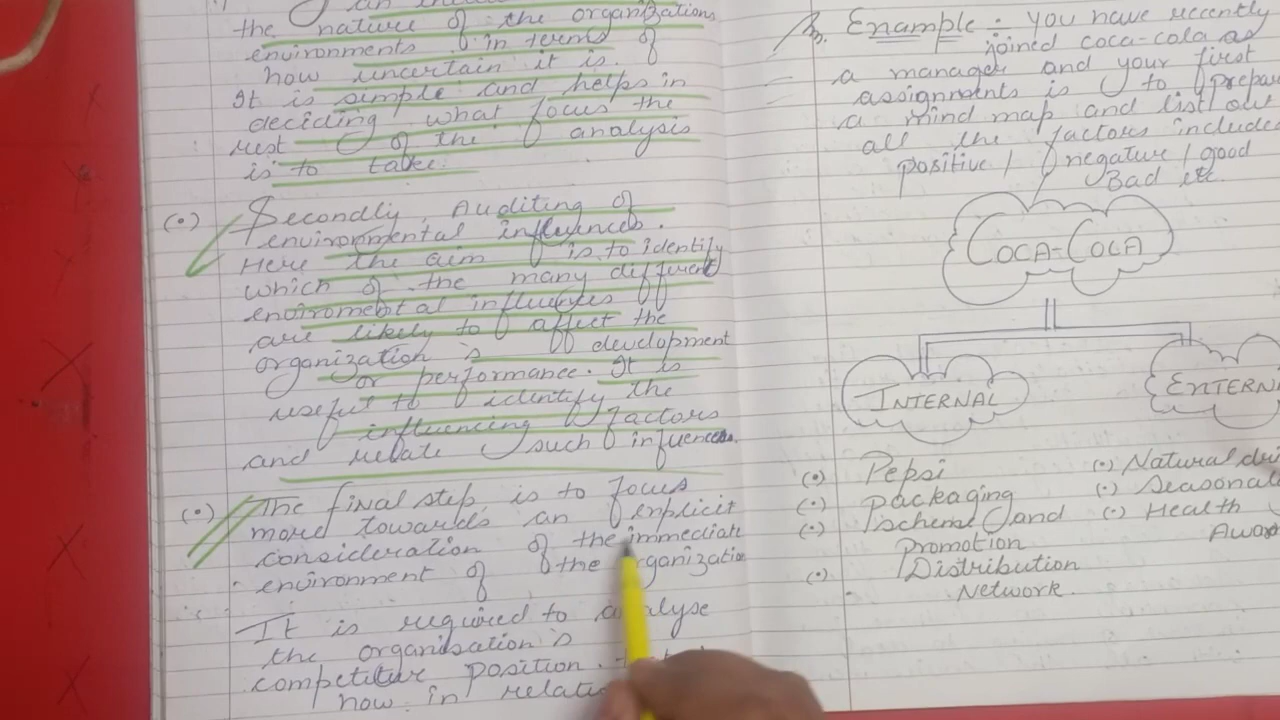 the nature of the organizations
environments in terms of
how uncertain it is.
It is simple and helps in
deciding what focus the
rest of the analysis
is to take.
(•) Secondly, Auditing of
environmental influences.
Here the aim is to identify
which of the many different
environmental influences
are likely to affect the
organization's development
or performance. It is
useful to identify the
influencing factors
and relate such influences.
(•) The final step is to focus
more towards an explicit
consideration of the immediate
environment of the organization
It is required to analyse
the organisation's
competitive position.
how in
Example - you have recently
joined coca-cola as
a manager and your first
assignments is to prepare
a mind map and list out
all the factors include
positive / negative / good
Bad etc
COCA-COLA
INTERNAL
EXTERN
(•) Pepsi
(•) Packaging
(•) Scheme and
Promotion
(•) Distribution
Network.
(•) Natural
(•) Seasonal
(•) Health